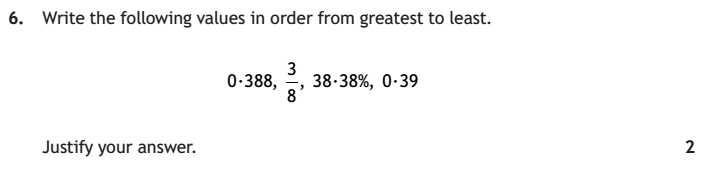 6. Write the following values in order from greatest to least.
0·388, 3/8, 38·38%, 0·39
Justify your answer. 2